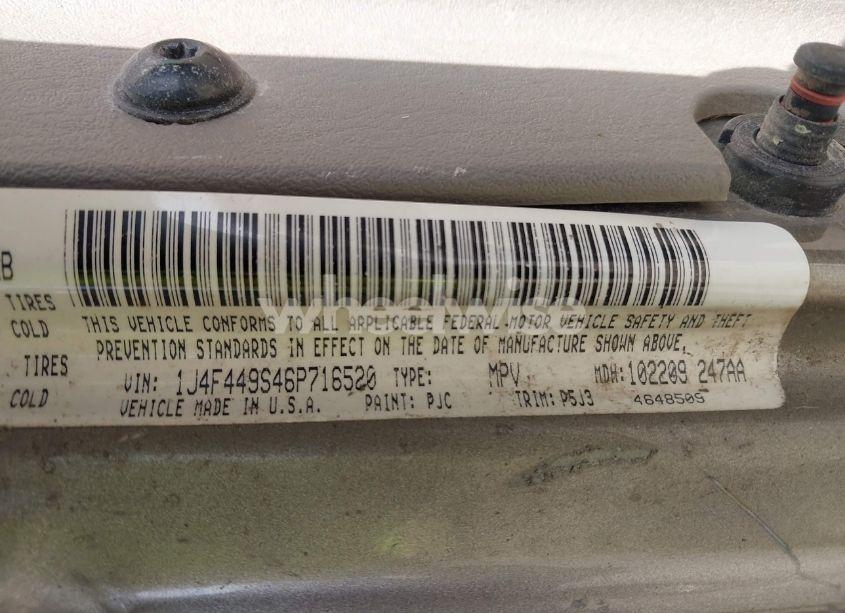 B
TIRES
COLD
TIRES
COLD
THIS VEHICLE CONFORMS TO ALL APPLICABLE FEDERAL MOTOR VEHICLE SAFETY AND THEFT
PREVENTION STANDARDS IN EFFECT ON THE DATE OF MANUFACTURE SHOWN ABOVE.
VIN: 1J4F449S46P716520 TYPE: MPV MDH: 102209 247AA
VEHICLE MADE IN U.S.A. PAINT: PJC TRIM: P5J3 4648509